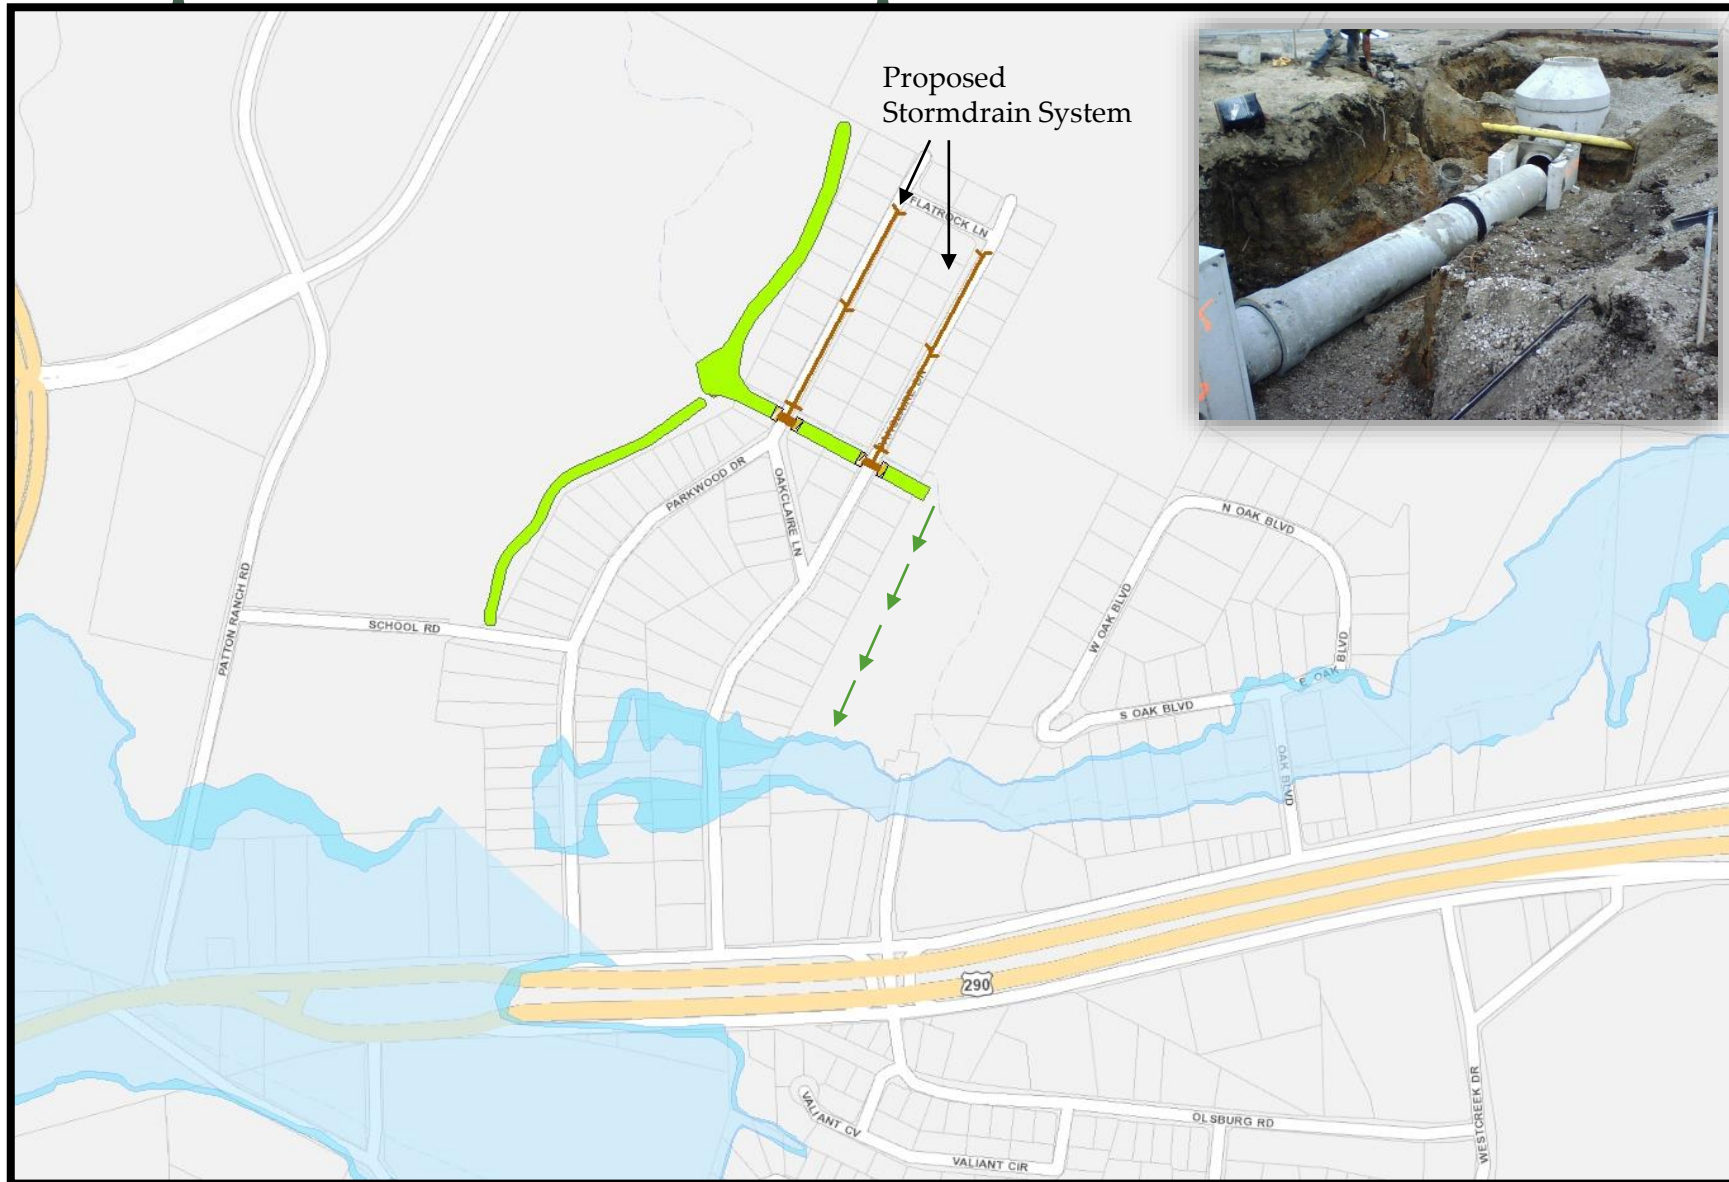 Proposed
Stormdrain System
FLATROCK LN
PARKWOOD DR
OAKCLAIRE LN
N OAK BLVD
W OAK BLVD
E OAK BLVD
S OAK BLVD
OAK BLVD
PATTON RANCH RD
SCHOOL RD
290
OLSBURG RD
WESTCREEK DR
VALIANT CV
VALIANT CIR